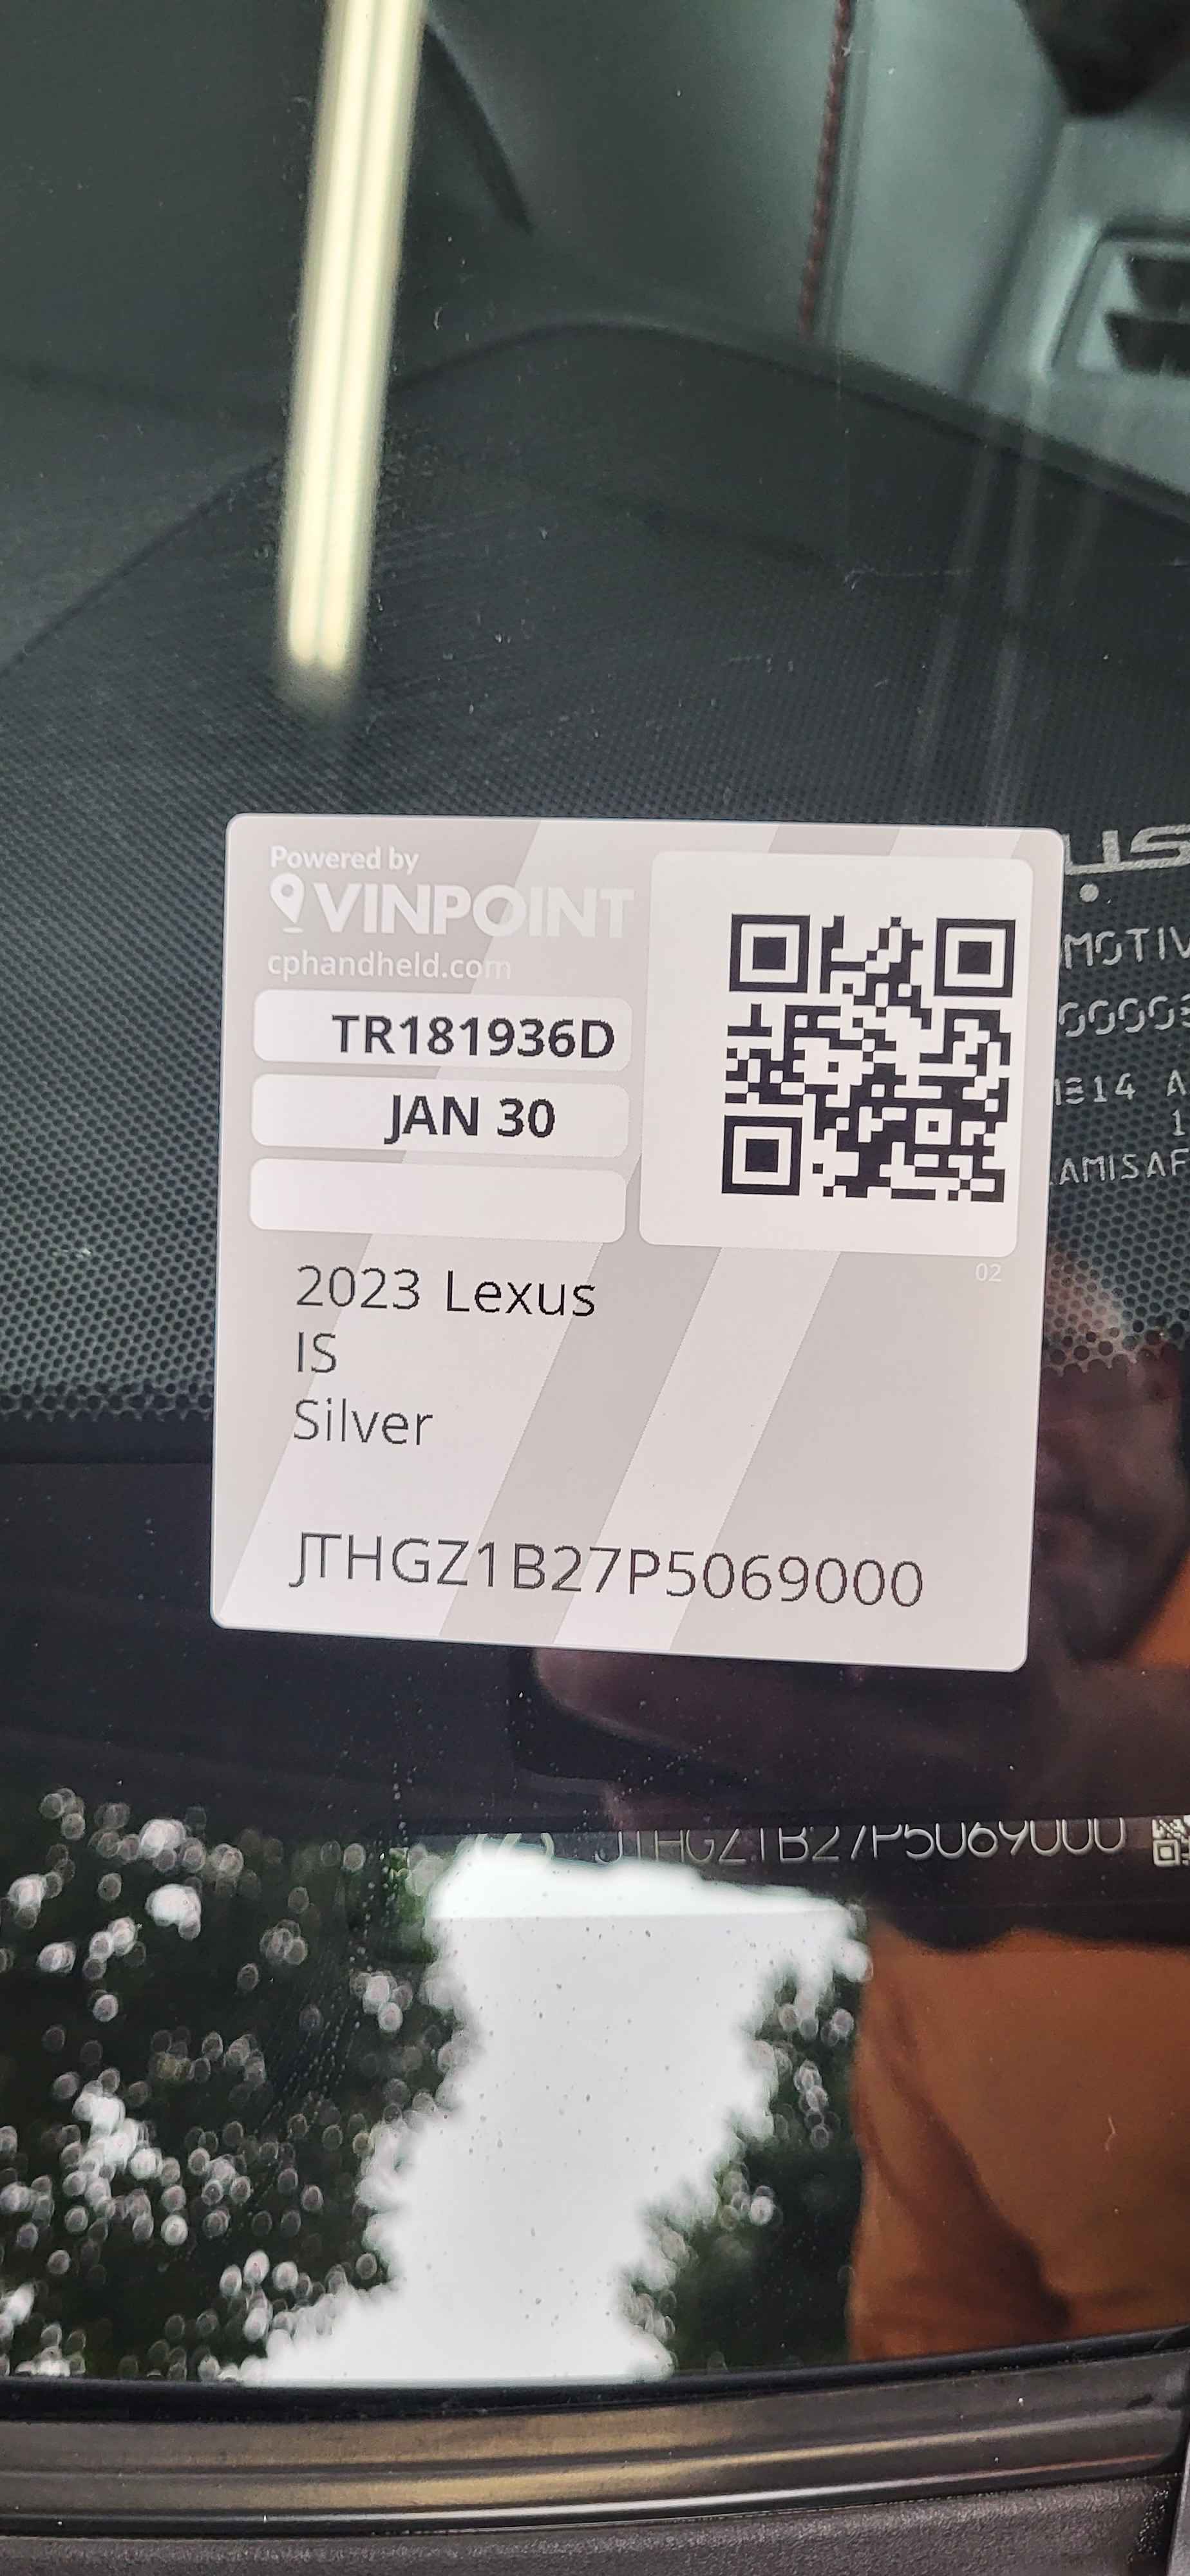 Powered by
VINPOINT
cphandheld.com
TR181936D
JAN 30
02
2023 Lexus
IS
Silver
JTHGZ1B27P5069000
JTHGZ1B27P5069000